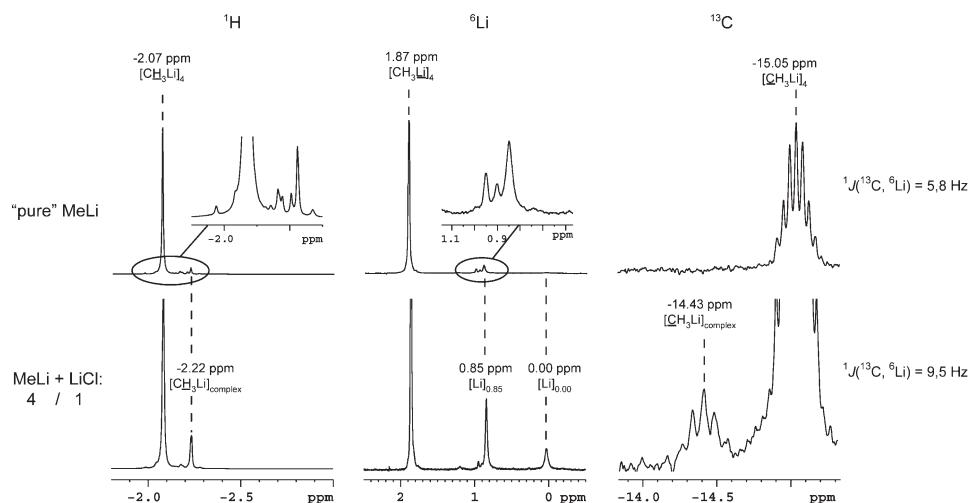 ¹H
⁶Li
¹³C
-2.07 ppm
[CH₃Li]₄
1.87 ppm
[CH₃Li]₄
-15.05 ppm
[CH₃Li]₄
"pure" MeLi
-2.0 ppm
1.1 0.9 ppm
¹J(¹³C, ⁶Li) = 5,8 Hz
-14.43 ppm
[CH₃Li]complex
-2.22 ppm
[CH₃Li]complex
0.85 ppm
[Li]0.85
0.00 ppm
[Li]0.00
MeLi + LiCl:
4 / 1
¹J(¹³C, ⁶Li) = 9,5 Hz
-2.0 -2.5 ppm
2 1 0 ppm
-14.0 -14.5 ppm